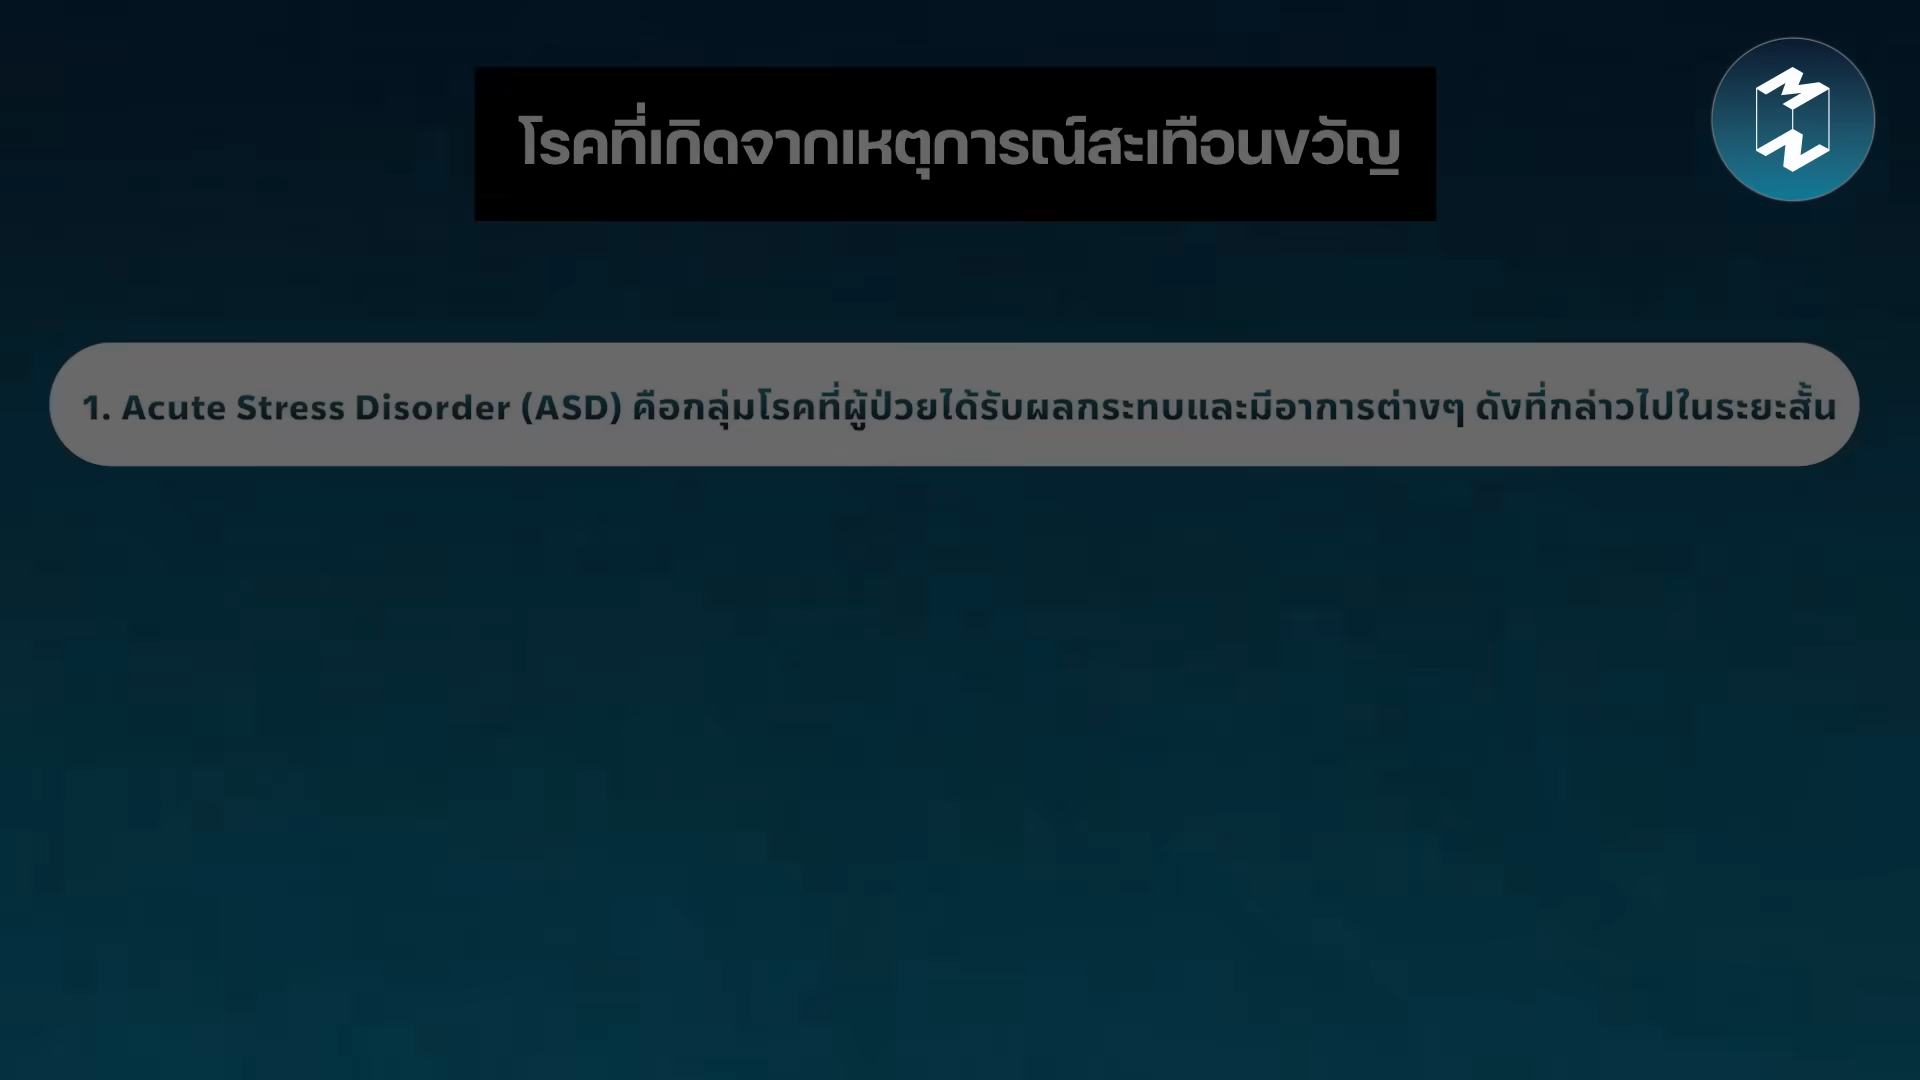 โรคที่เกิดจากเหตุการณ์สะเทือนขวัญ
1. Acute Stress Disorder (ASD) คือกลุ่มโรคที่ผู้ป่วยได้รับผลกระทบและมีอาการต่างๆ ดังที่กล่าวไปในระยะสั้น